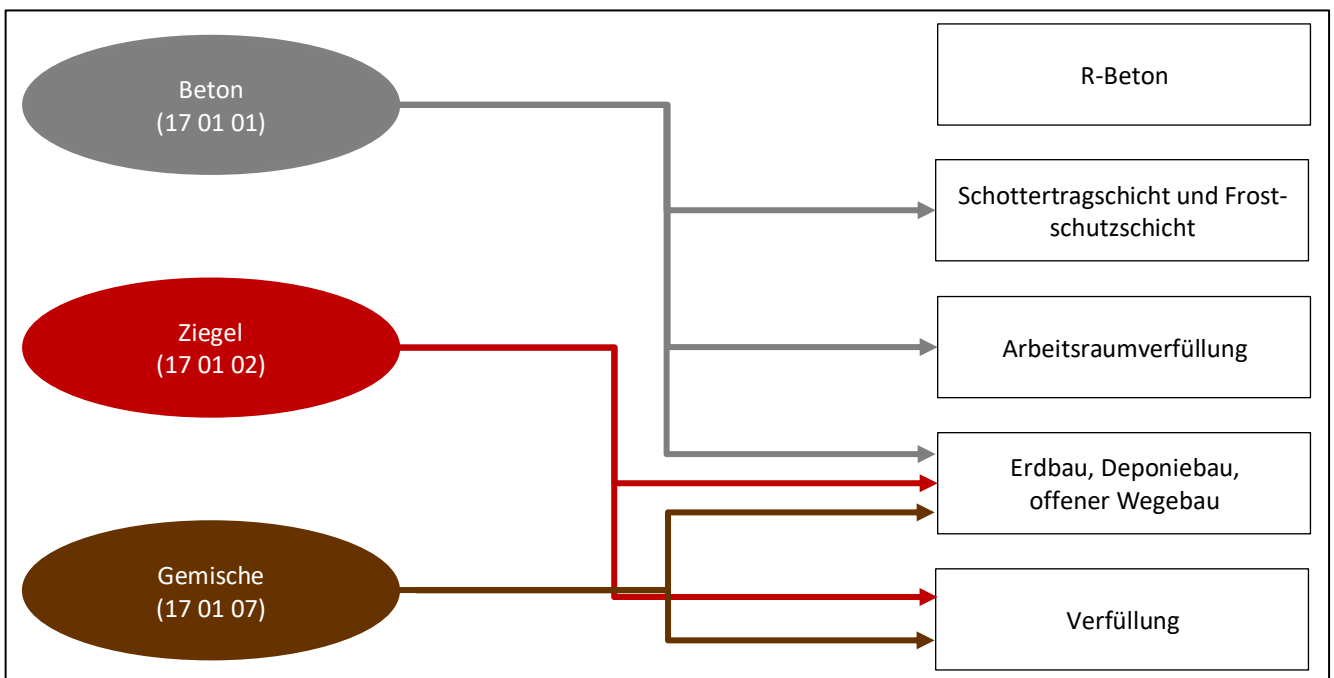 Beton
(17 01 01)
Ziegel
(17 01 02)
Gemische
(17 01 07)
R-Beton
Schottertragschicht und Frost-
schutzschicht
Arbeitsraumverfüllung
Erdbau, Deponiebau,
offener Wegebau
Verfüllung